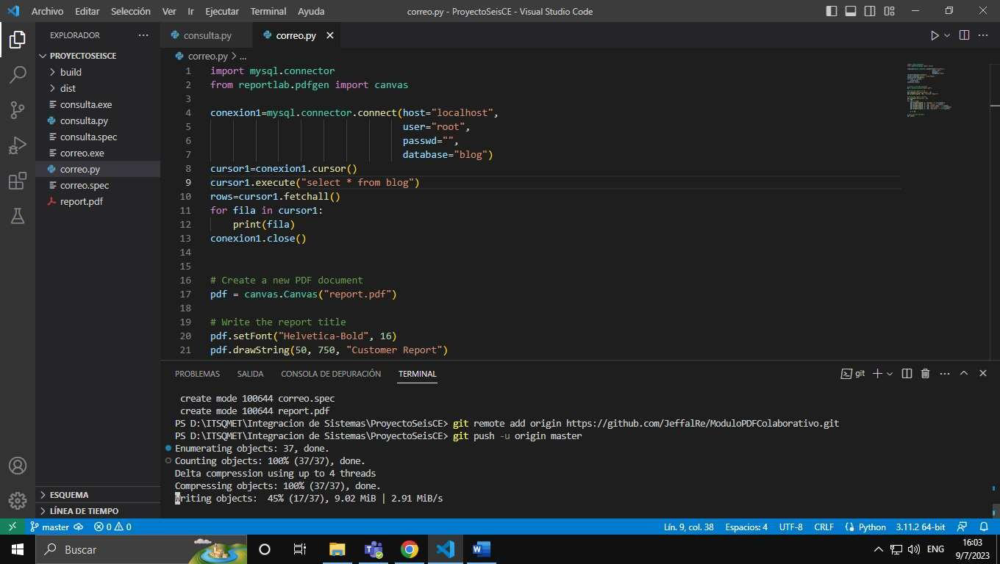 Archivo Editar Selección Ver Ir Ejecutar Terminal Ayuda correo.py - ProyectoSeisCE - Visual Studio Code
EXPLORADOR
PROYECTOSEISCE
build
dist
consulta.exe
consulta.py
consulta.spec
correo.exe
correo.py
correo.spec
report.pdf
ESQUEMA
LÍNEA DE TIEMPO
consulta.py correo.py
correo.py > ...
1 import mysql.connector
2 from reportlab.pdfgen import canvas
3
4 conexion1=mysql.connector.connect(host="localhost",
5 user="root",
6 passwd="",
7 database="blog")
8 cursor1=conexion1.cursor()
9 cursor1.execute("select * from blog")
10 rows=cursor1.fetchall()
11 for fila in cursor1:
12 print(fila)
13 conexion1.close()
14
15
16 # Create a new PDF document
17 pdf = canvas.Canvas("report.pdf")
18
19 # Write the report title
20 pdf.setFont("Helvetica-Bold", 16)
21 pdf.drawString(50, 750, "Customer Report")
PROBLEMAS SALIDA CONSOLA DE DEPURACIÓN TERMINAL git
create mode 100644 correo.spec
create mode 100644 report.pdf
PS D:\ITSQMET\Integracion de Sistemas\ProyectoSeisCE> git remote add origin https://github.com/JeffalRe/ModuloPDFColaborativo.git
PS D:\ITSQMET\Integracion de Sistemas\ProyectoSeisCE> git push -u origin master
Enumerating objects: 37, done.
Counting objects: 100% (37/37), done.
Delta compression using up to 4 threads
Compressing objects: 100% (37/37), done.
Writing objects: 45% (17/37), 9.02 MiB | 2.91 MiB/s
master 0 0 Lín. 9, col. 38 Espacios: 4 UTF-8 CRLF Python 3.11.2 64-bit
Buscar ENG 16:03
9/7/2023